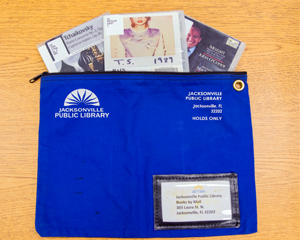 Tchaikovsky
T. S. 1989
MOZART
JACKSONVILLE
PUBLIC LIBRARY
JACKSONVILLE
PUBLIC LIBRARY
Jacksonville, FL
32202
HOLDS ONLY
Jacksonville Public Library
Books by Mail
303 Laura St. N.
Jacksonville, FL 32202